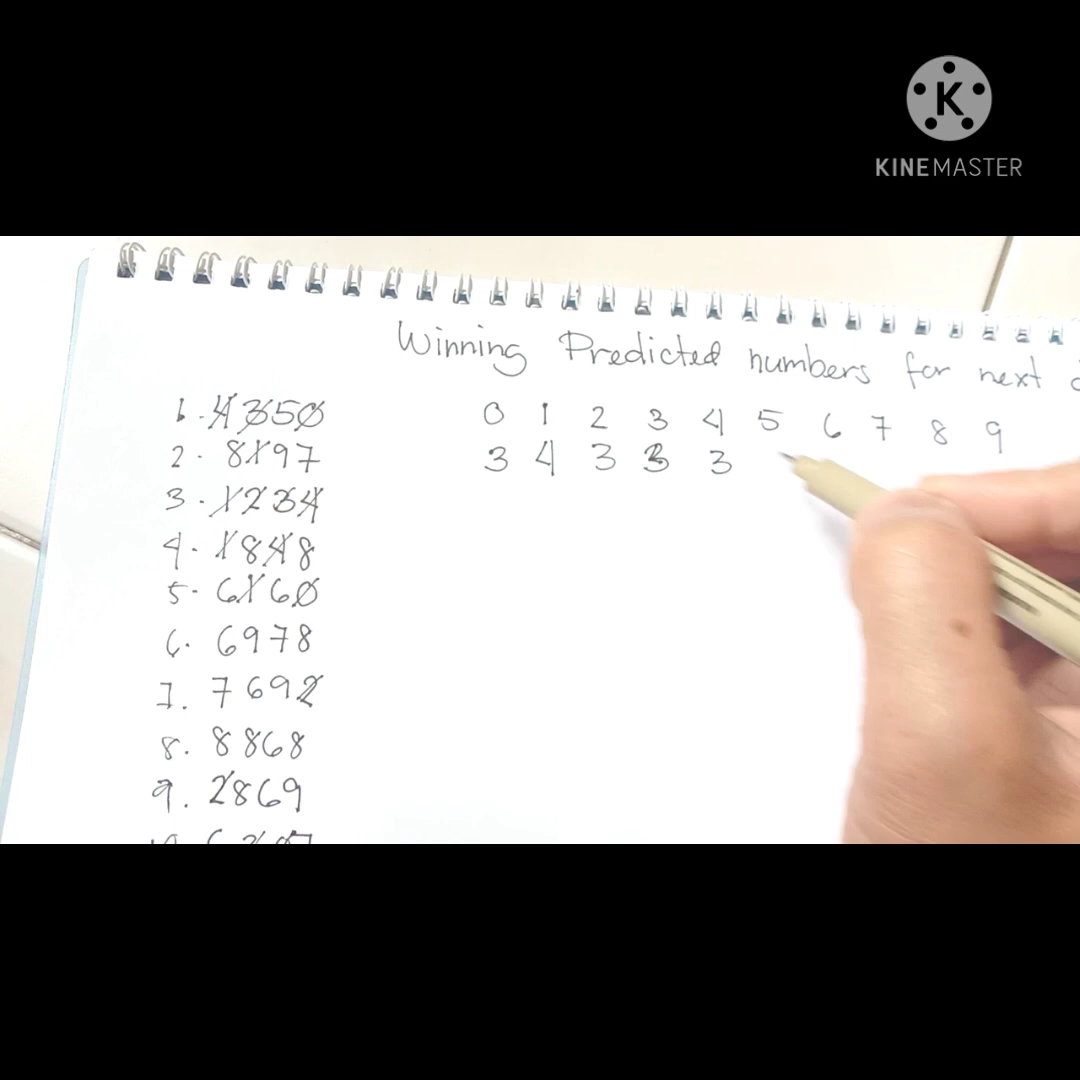 KINEMASTER
Winning Predicted numbers for next
1. 4350
2. 8197
3. 1234
4. 1848
5. 6160
6. 6978
7. 7692
8. 8868
9. 2869
0 1 2 3 4 5 6 7 8 9
3 4 3 3 3